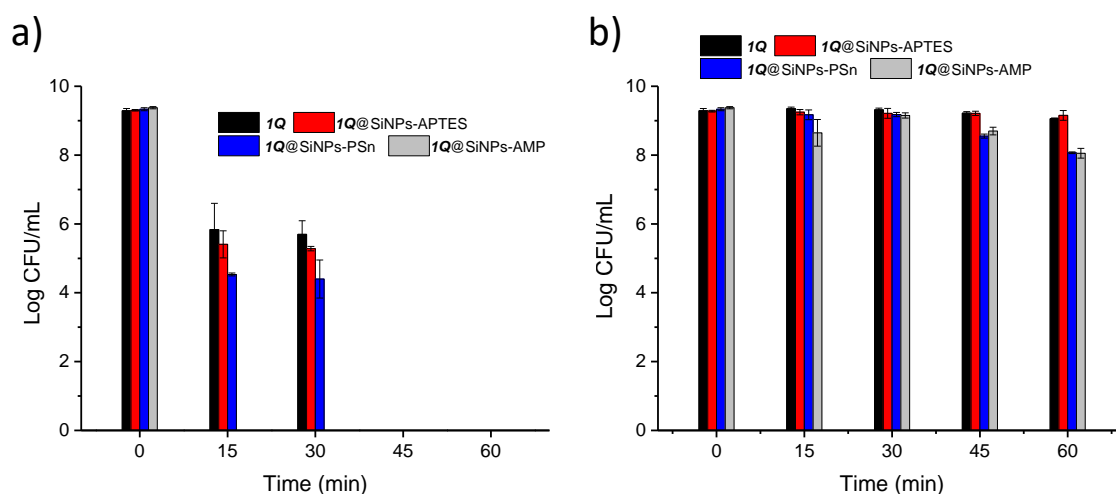 a)
1Q 1Q@SiNPs-APTES
1Q@SiNPs-PSn 1Q@SiNPs-AMP
10
8
6
4
2
0
Log CFU/mL
0 15 30 45 60
Time (min)
b)
1Q 1Q@SiNPs-APTES
1Q@SiNPs-PSn 1Q@SiNPs-AMP
10
8
6
4
2
0
Log CFU/mL
0 15 30 45 60
Time (min)